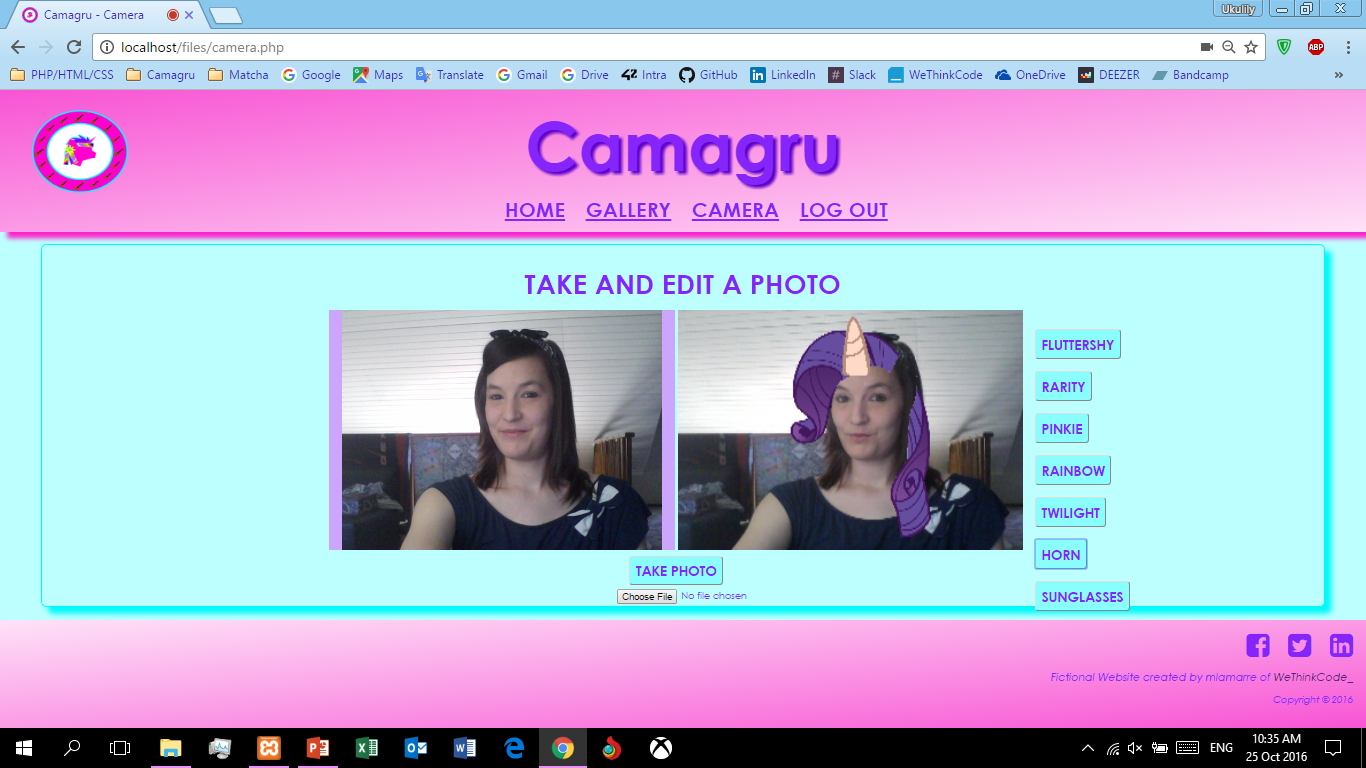 Camagru - Camera
Ukulily
localhost/files/camera.php
ABP
PHP/HTML/CSS Camagru Matcha Google Maps Translate Gmail Drive 42 Intra GitHub LinkedIn Slack WeThinkCode OneDrive DEEZER Bandcamp »
Camagru
HOME GALLERY CAMERA LOG OUT
TAKE AND EDIT A PHOTO
FLUTTERSHY
RARITY
PINKIE
RAINBOW
TWILIGHT
HORN
SUNGLASSES
TAKE PHOTO
Choose File No file chosen
Fictional Website created by mlamarre of WeThinkCode_
Copyright © 2016
ENG
10:35 AM
25 Oct 2016